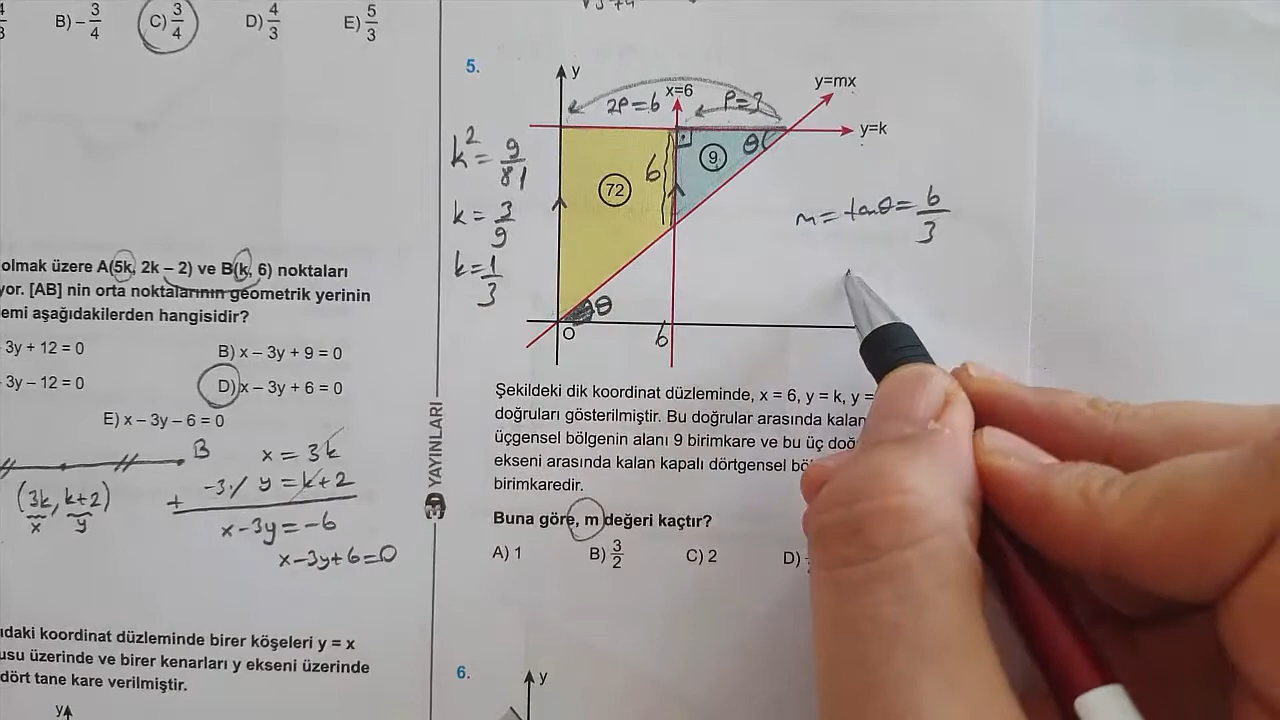 B) -3/4
C) 3/4
D) 4/3
E) 5/3
olmak üzere A(5k, 2k – 2) ve B(k, 6) noktaları
yor. [AB] nin orta noktalarının geometrik yerinin
emi aşağıdakilerden hangisidir?
3y + 12 = 0
B) x – 3y + 9 = 0
3y – 12 = 0
D) x – 3y + 6 = 0
E) x – 3y – 6 = 0
B
x = 3k
(3k, k+2)
x y
+ -3/ y = k+2
x-3y=-6
x-3y+6=0
ıdaki koordinat düzleminde birer köşeleri y = x
usu üzerinde ve birer kenarları y ekseni üzerinde
dört tane kare verilmiştir.
y
3D YAYINLARI
5.
y
x=6
y=mx
2P=6
P=3
y=k
k² = 9/81
k = 3/9
k = 1/3
72
6
9
θ
m = tanθ = 6/3
θ
O
6
Şekildeki dik koordinat düzleminde, x = 6, y = k, y =
doğruları gösterilmiştir. Bu doğrular arasında kalan
üçgensel bölgenin alanı 9 birimkare ve bu üç doğ
ekseni arasında kalan kapalı dörtgensel bö
birimkaredir.
Buna göre, m değeri kaçtır?
A) 1
B) 3/2
C) 2
D)
6.
y